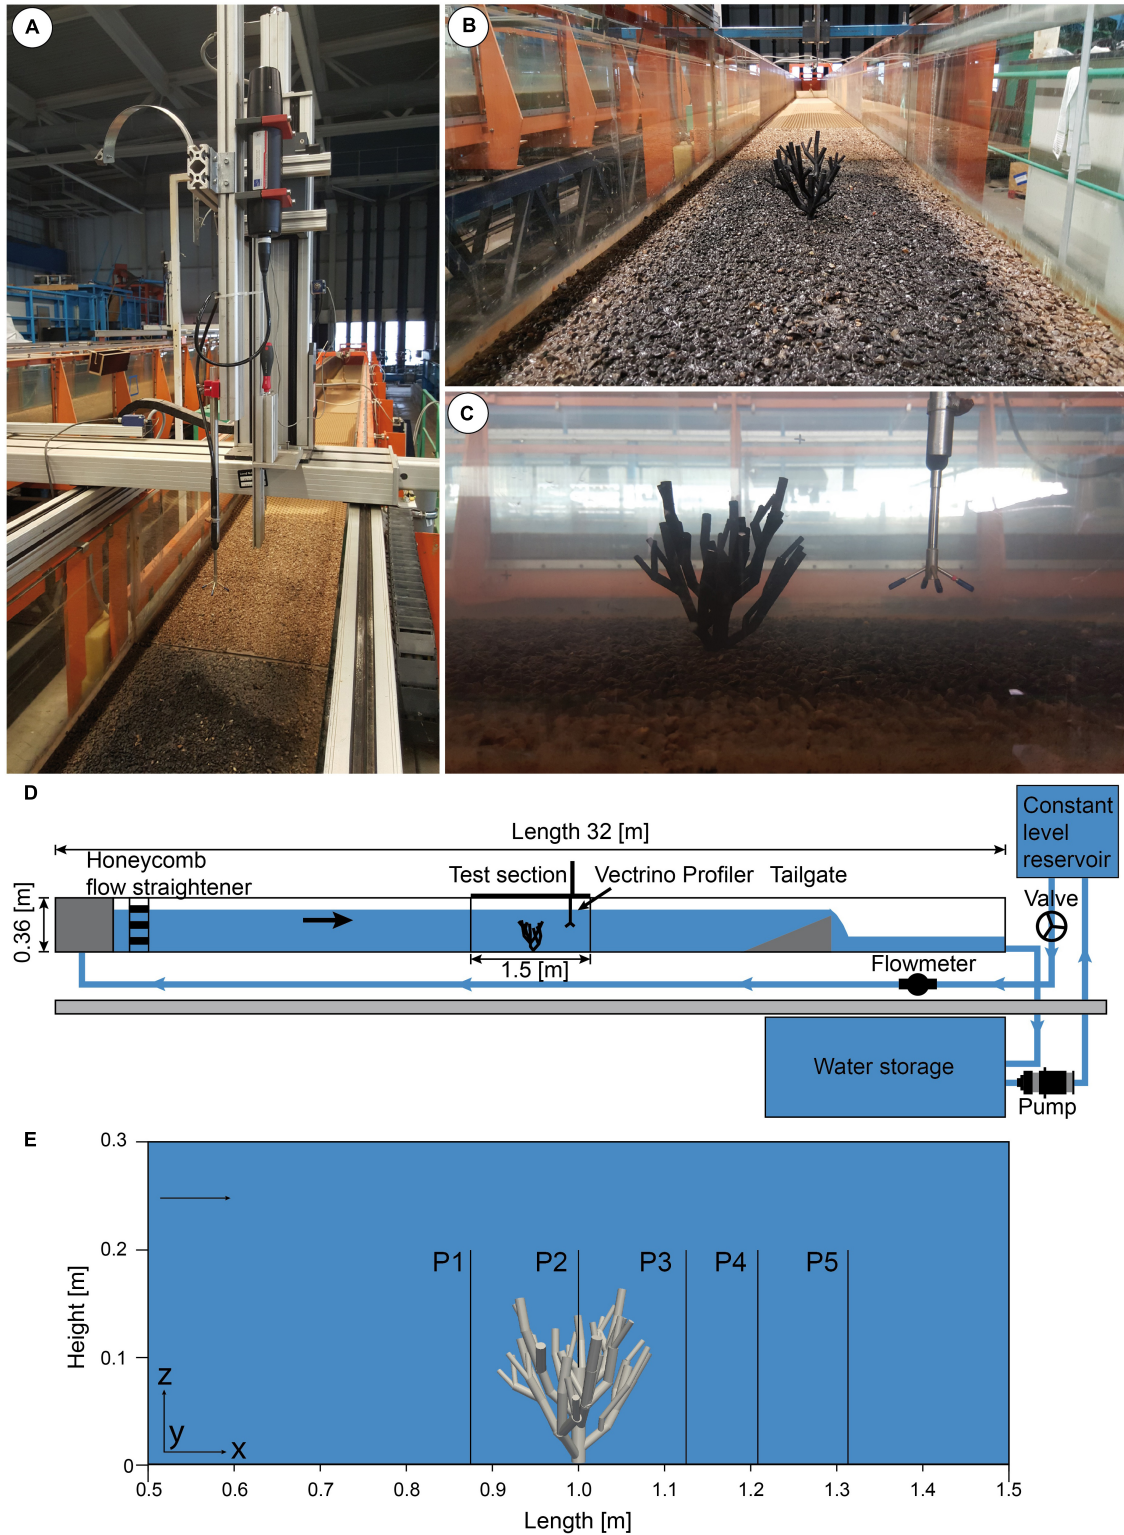 A
B
C
D
Length 32 [m]
Honeycomb
flow straightener
Test section
Vectrino Profiler
Tailgate
Constant
level
reservoir
Valve
0.36 [m]
1.5 [m]
Flowmeter
Water storage
Pump
E
0.3
0.2
0.1
0
Height [m]
P1
P2
P3
P4
P5
z
y
x
0.5
0.6
0.7
0.8
0.9
1.0
1.1
1.2
1.3
1.4
1.5
Length [m]